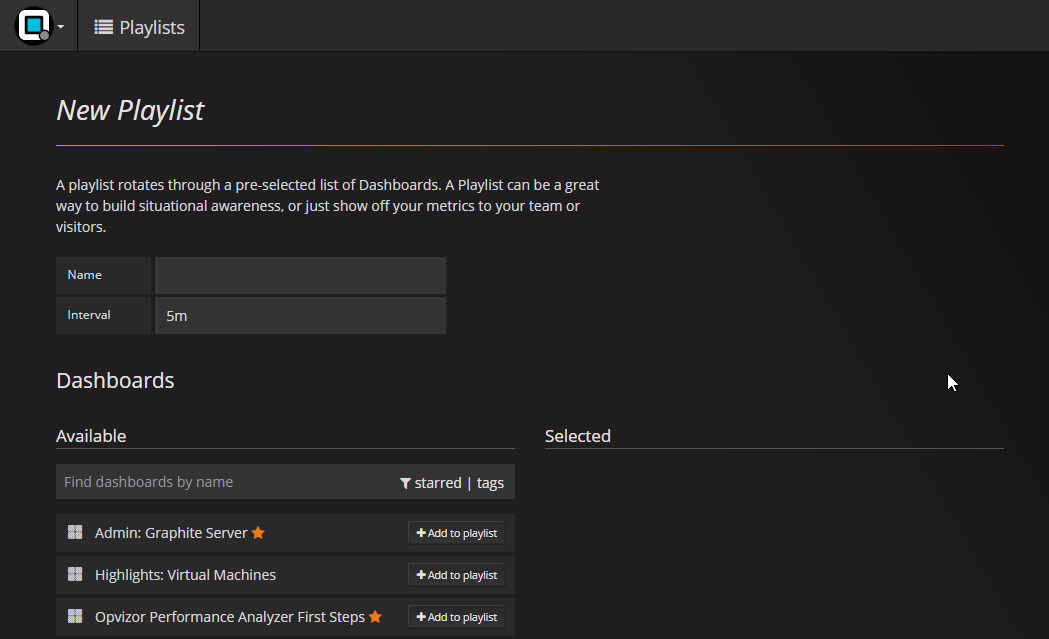 Playlists
New Playlist
A playlist rotates through a pre-selected list of Dashboards. A Playlist can be a great
way to build situational awareness, or just show off your metrics to your team or
visitors.
Name
Interval 5m
Dashboards
Available Selected
Find dashboards by name starred | tags
Admin: Graphite Server Add to playlist
Highlights: Virtual Machines Add to playlist
Opvizor Performance Analyzer First Steps Add to playlist